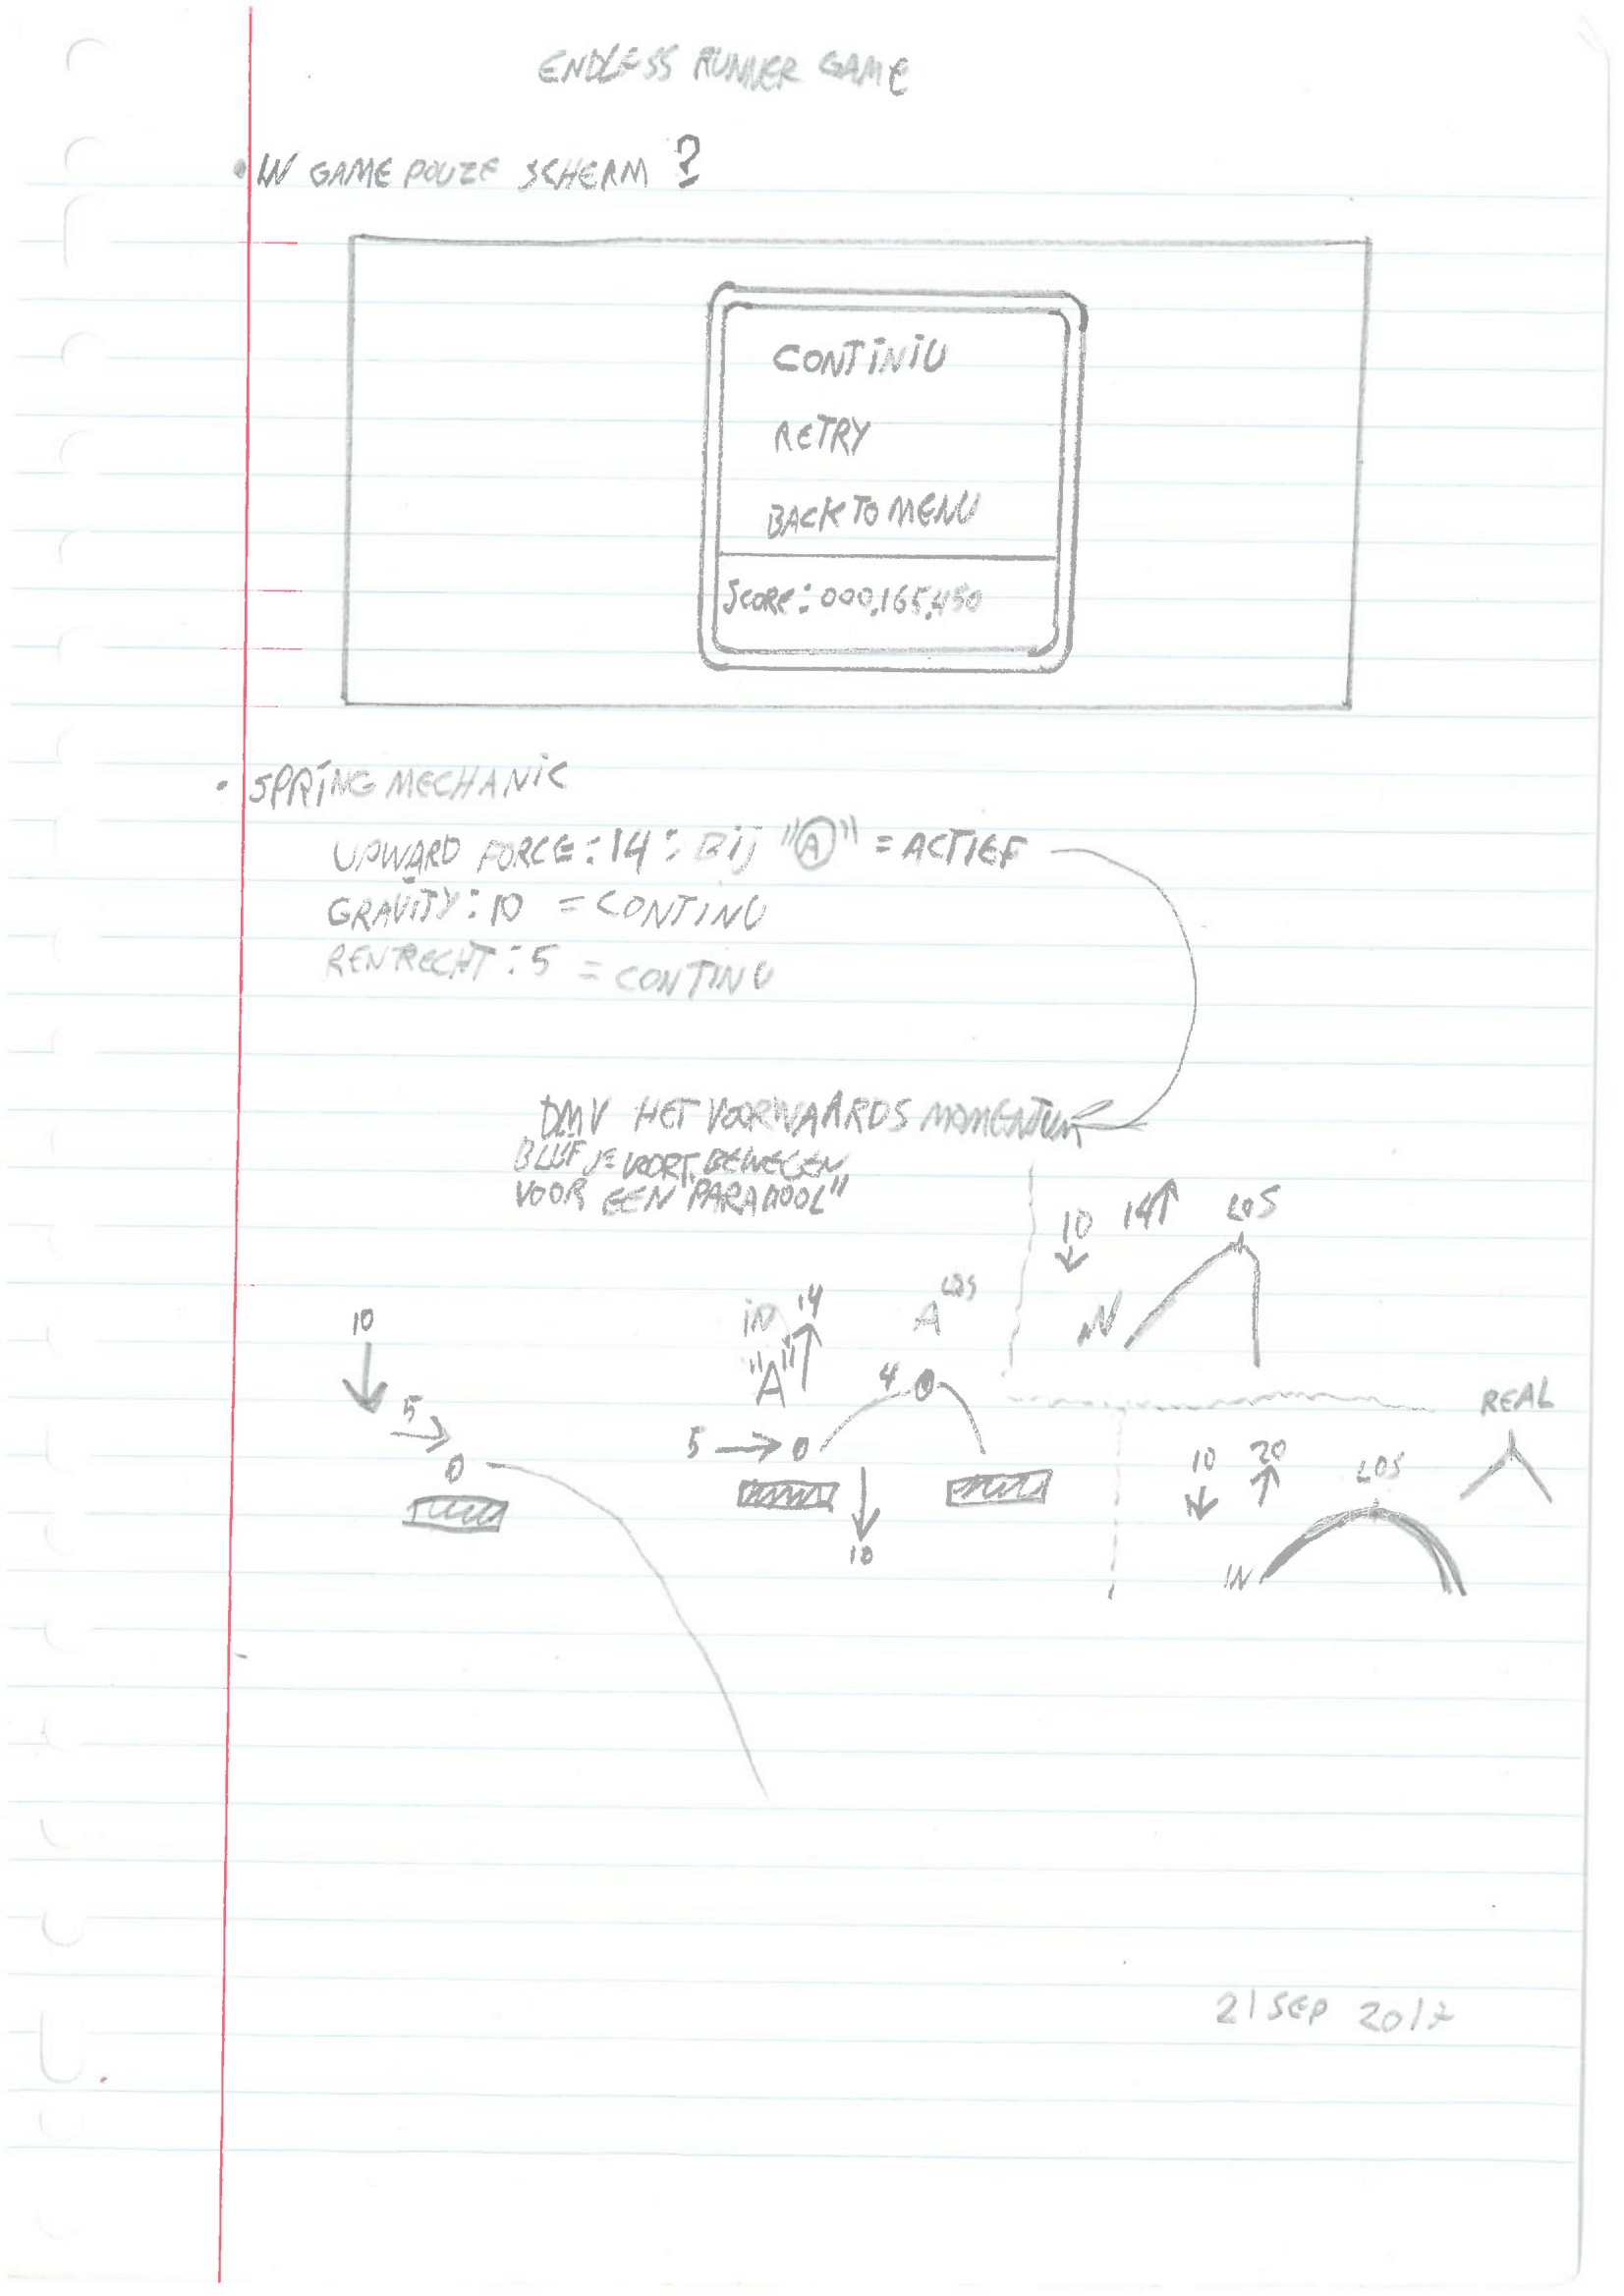 ENDLESS RUNNER GAME
• IN GAME POUZE SCHERM ?
CONTiNiU
RETRY
BACK TO MENU
SCORE: 000,165,450
• SPRiNG MECHANiC
UPWARD FORCE: 14: Bij "A" = ACTIEF
GRAViTY: 10 = CONTINU
RENTRECHT: 5 = CONTINU
DMV HET VOORWAARDS MOMENTUM
BLIJF JE VOORT BEWEGEN
VOOR EEN "PARABOOL"
10 14 LOS
IN
10
5
0
iN 14
"A"
A LOS
4
5 0
10
REAL
10 20 LOS
IN
21 SEP 2017